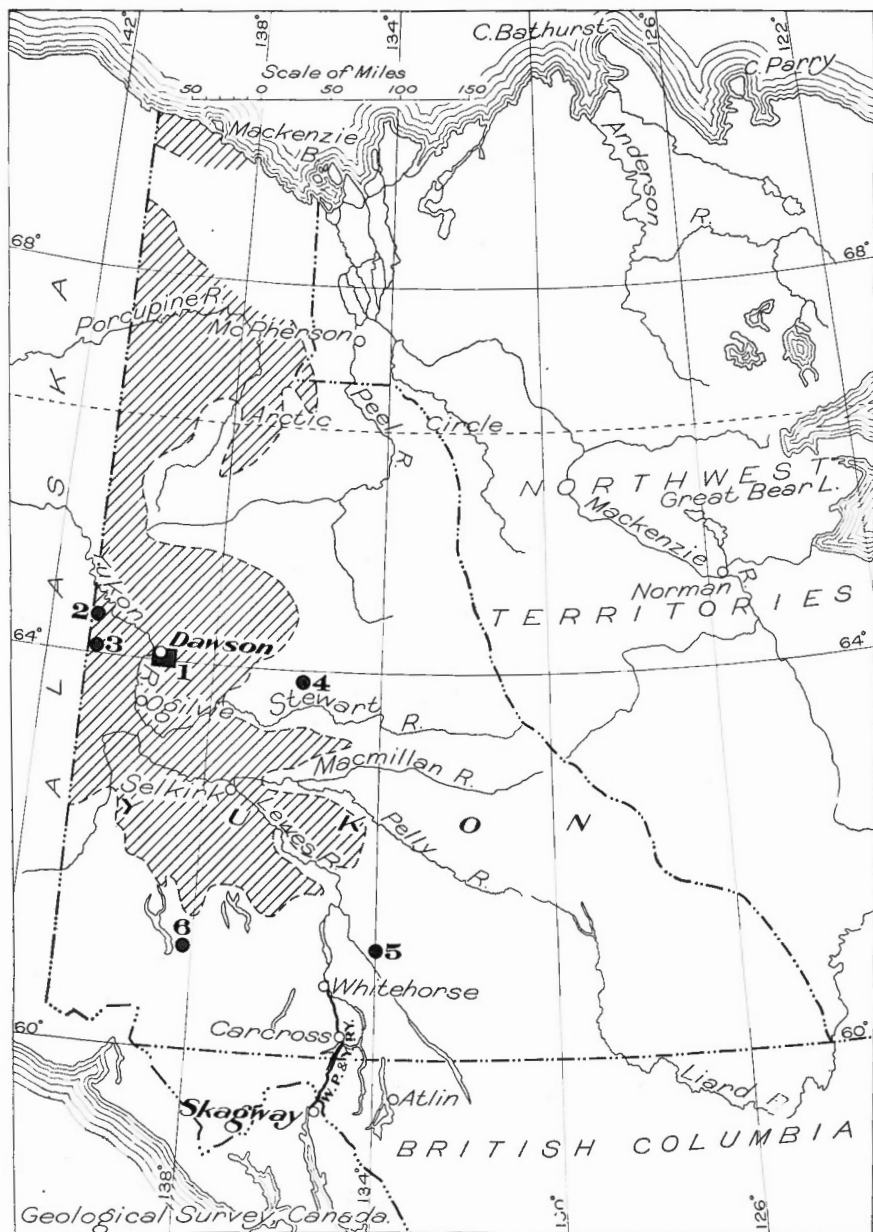 142°
138°
134°
C. Bathurst
126°
122°
C. Parry
Scale of Miles
50 0 50 100 150
Mackenzie
B.
Anderson
R.
68°
68°
Porcupine R.
McPherson
Peel R.
Arctic Circle
NORTHWEST
Great Bear L.
Mackenzie
R.
Norman
TERRITORIES
ALASKA
Yukon
R.
2
3
64°
64°
Dawson
1
4
Ogilvie
Stewart R.
Macmillan R.
Selkirk
YUKON
Lewes R.
Pelly
R.
6
5
Whitehorse
60°
60°
Carcross
W.P.&Y.RY.
Skagway
Atlin
Liard R.
BRITISH COLUMBIA
138°
134°
130°
126°
Geological Survey, Canada.